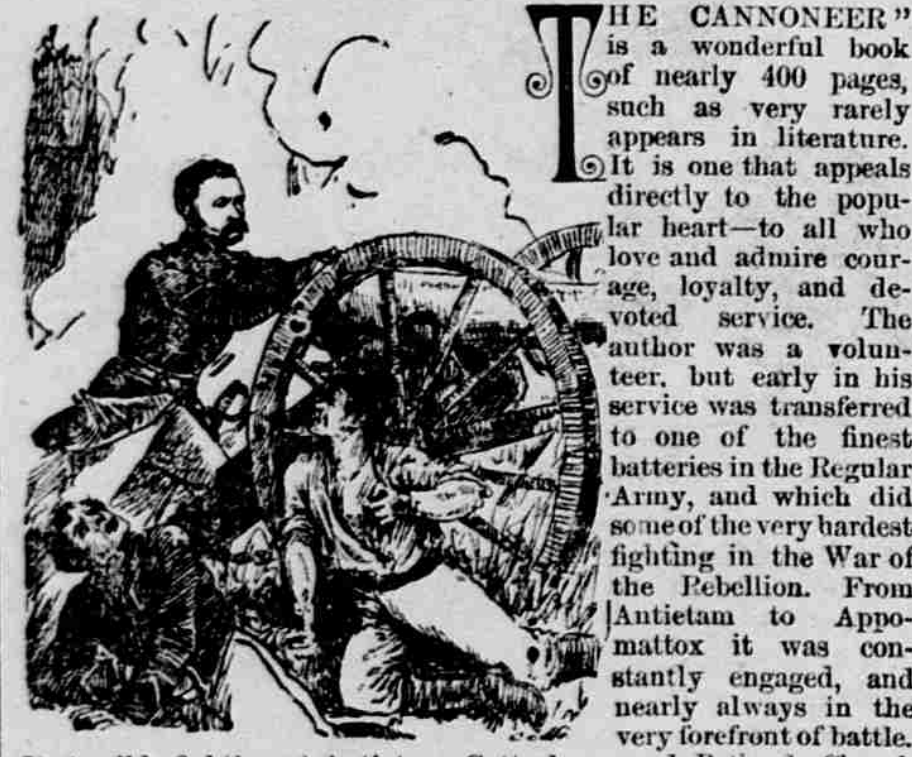 THE CANNONEER"
is a wonderful book
of nearly 400 pages,
such as very rarely
appears in literature.
It is one that appeals
directly to the popu-
lar heart—to all who
love and admire cour-
age, loyalty, and de-
voted service. The
author was a volun-
teer, but early in his
service was transferred
to one of the finest
batteries in the Regular
Army, and which did
some of the very hardest
fighting in the War of
the Rebellion. From
Antietam to Appo-
mattox it was con-
stantly engaged, and
nearly always in the
very forefront of battle.